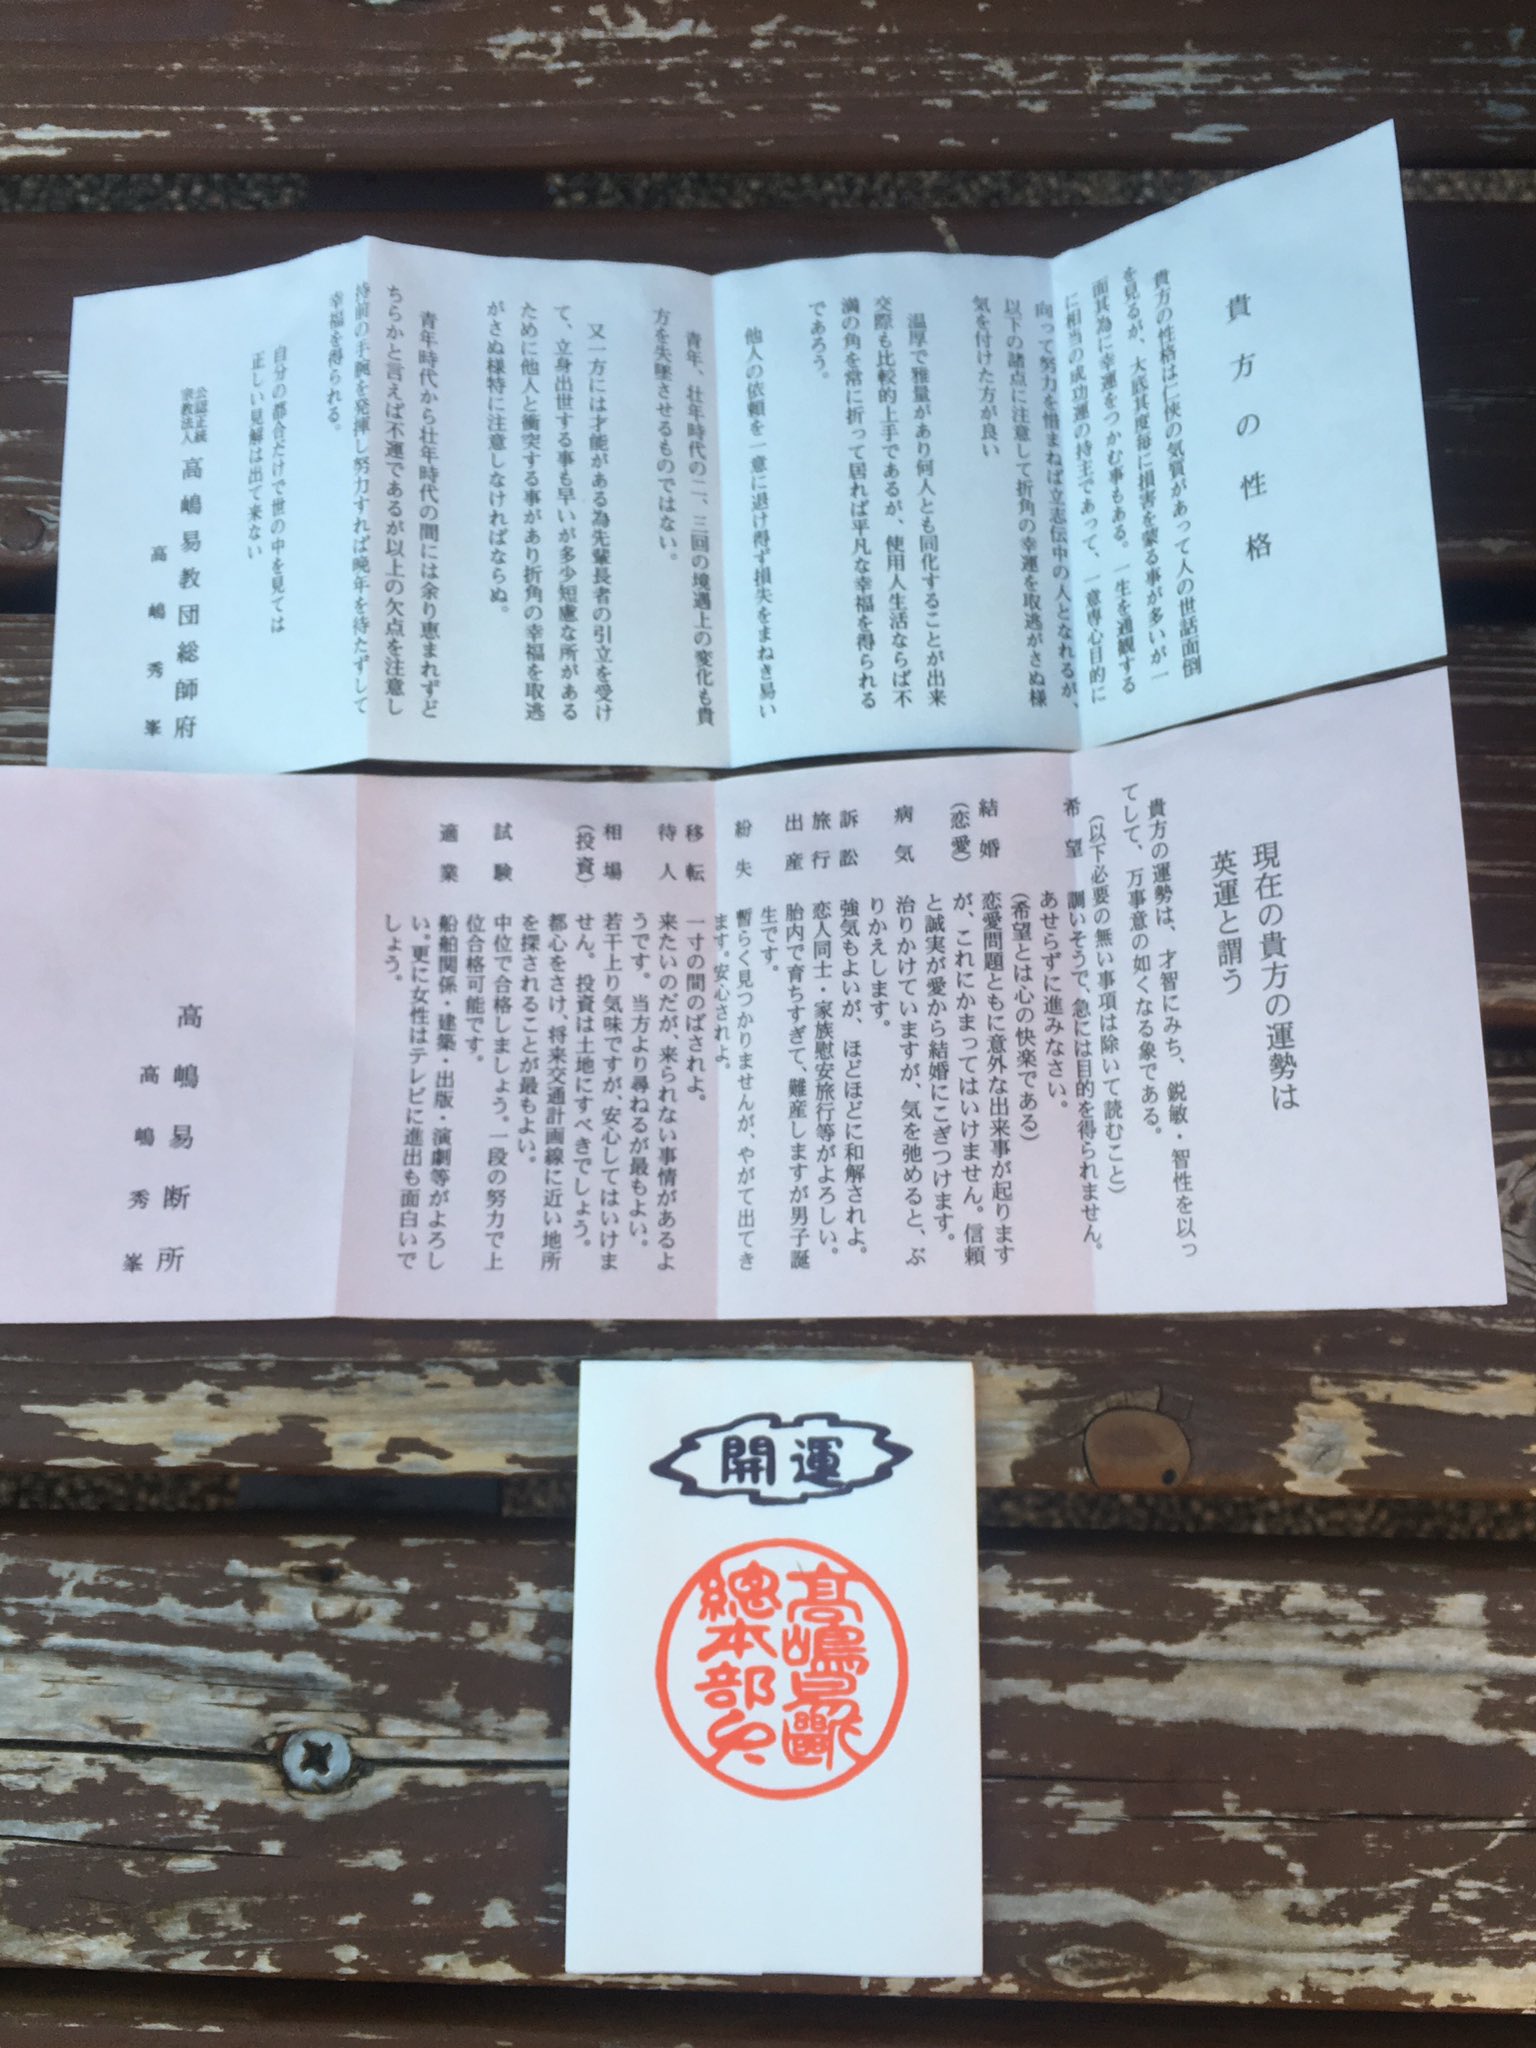 貴方の性格
貴方の性格は仁侠の気質があって人の世話面倒
を見るが、大底其度毎に損害を蒙る事が多いが一
面其為に幸運をつかむ事もある。一生を通観する
に相当の成功運の持主であって、一意専心目的に
向って努力を惜まねば立志伝中の人となれるが、
以下の諸点に注意して折角の幸運を取逃がさぬ様
気を付けた方が良い
温厚で雅量があり何人とも同化することが出来
交際も比較的上手であるが、使用人生活ならば不
満の角を常に折って居れば平凡な幸福を得られる
であろう。
他人の依頼を一意に退け得ず損失をまねき易い
青年、壮年時代の二、三回の境遇上の変化も貴
方を失墜させるものではない。
又一方には才能がある為先輩長者の引立を受け
て、立身出世する事も早いが多少短慮な所がある
ために他人と衝突する事があり折角の幸福を取逃
がさぬ様特に注意しなければならぬ。
青年時代から壮年時代の間には余り恵まれずど
ちらかと言えば不運であるが以上の欠点を注意し
持前の手腕を発揮し努力すれば晩年を待たずして
幸福を得られる。
自分の都合だけで世の中を見ては
正しい見解は出て来ない
公認正統
宗教法人
高嶋易教団総師府
高嶋秀峯
現在の貴方の運勢は
英運と謂う
貴方の運勢は、才智にみち、鋭敏・智性を以っ
てして、万事意の如くなる象である。
(以下必要の無い事項は除いて読むこと)
希望 調いそうで、急には目的を得られません。
あせらずに進みなさい。
(希望とは心の快楽である)
結婚 恋愛問題ともに意外な出来事が起ります
(恋愛) が、これにかまってはいけません。信頼
と誠実が愛から結婚にこぎつけます。
病気 治りかけていますが、気を弛めると、ぶ
りかえします。
訴訟 強気もよいが、ほどほどに和解されよ。
旅行 恋人同士・家族慰安旅行等がよろしい。
出産 胎内で育ちすぎて、難産しますが男子誕
生です。
紛失 暫らく見つかりませんが、やがて出てき
ます。安心されよ。
移転 一寸の間のばされよ。
待人 来たいのだが、来られない事情があるよ
うです。当方より尋ねるが最もよい。
相場 若干上り気味ですが、安心してはいけま
(投資) せん。投資は土地にすべきでしょう。
都心をさけ、将来交通計画線に近い地所
を探されることが最もよい。
試験 中位で合格しましょう。一段の努力で上
位合格可能です。
適業 船舶関係・建築・出版・演劇等がよろし
い。更に女性はテレビに進出も面白いで
しょう。
高嶋易断所
高嶋秀峯
開運
高嶋易斷
總本部